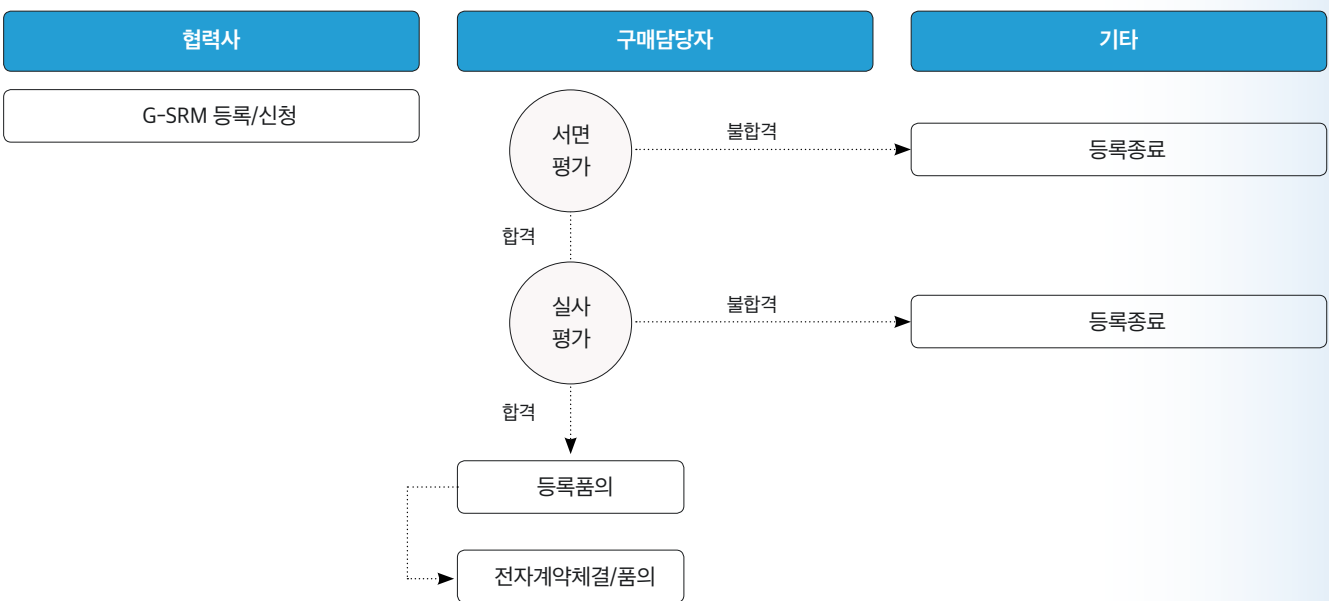 협력사
구매담당자
기타
G-SRM 등록/신청
서면
평가
불합격
등록종료
합격
실사
평가
불합격
등록종료
합격
등록품의
전자계약체결/품의